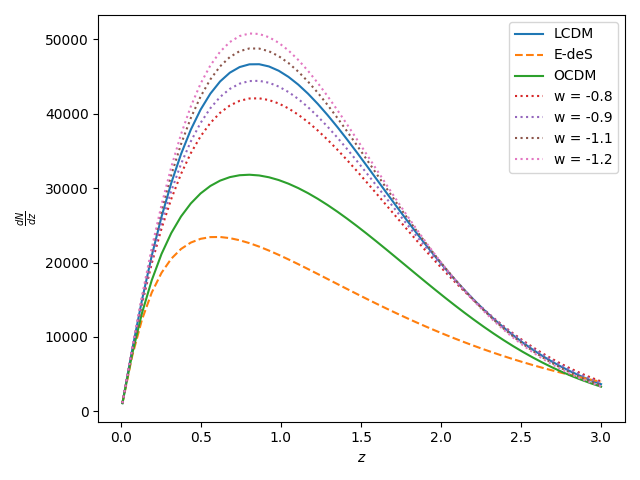 50000
40000
30000
20000
10000
0
dN
dz
0.0 0.5 1.0 1.5 2.0 2.5 3.0
z
LCDM
E-deS
OCDM
w = -0.8
w = -0.9
w = -1.1
w = -1.2